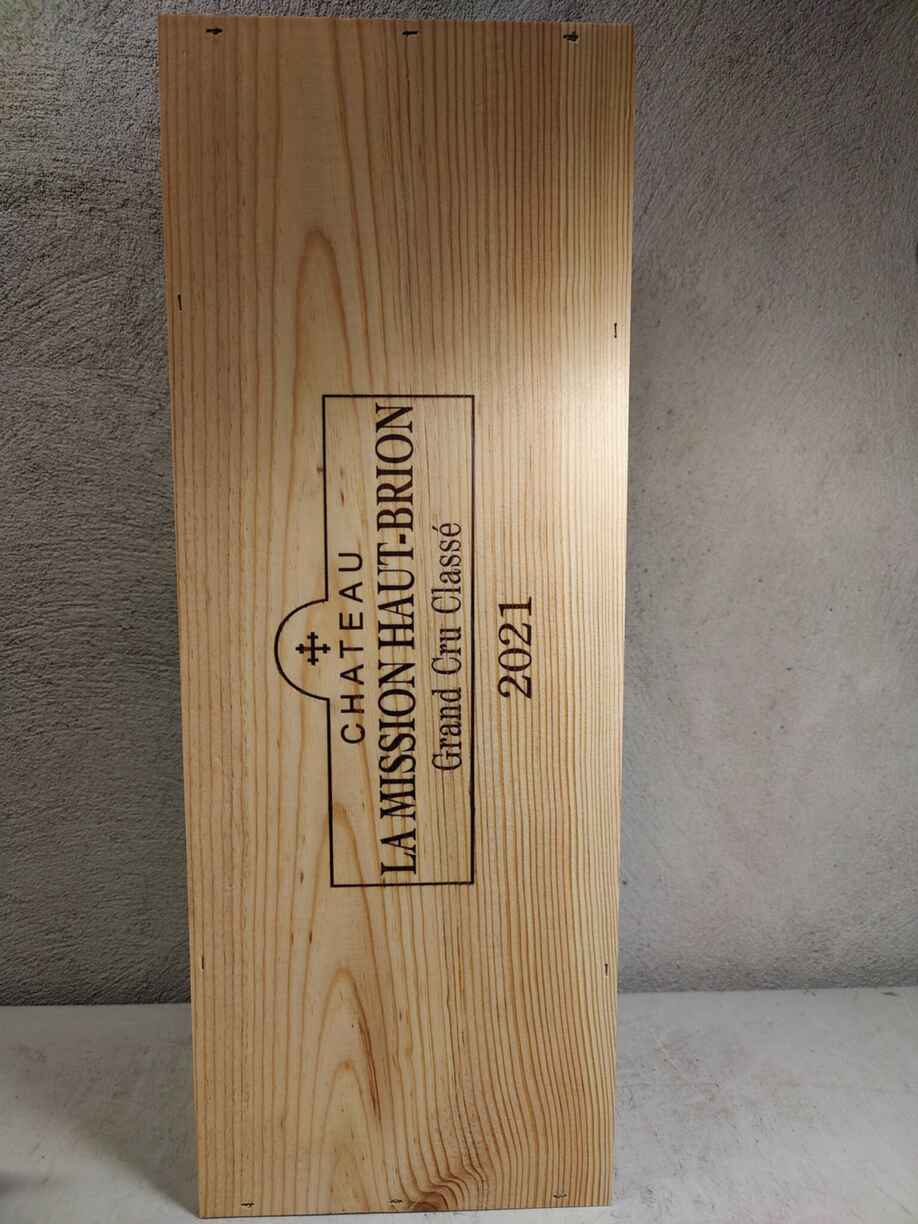 CHATEAU
LA MISSION HAUT-BRION
Grand Cru Classé
2021